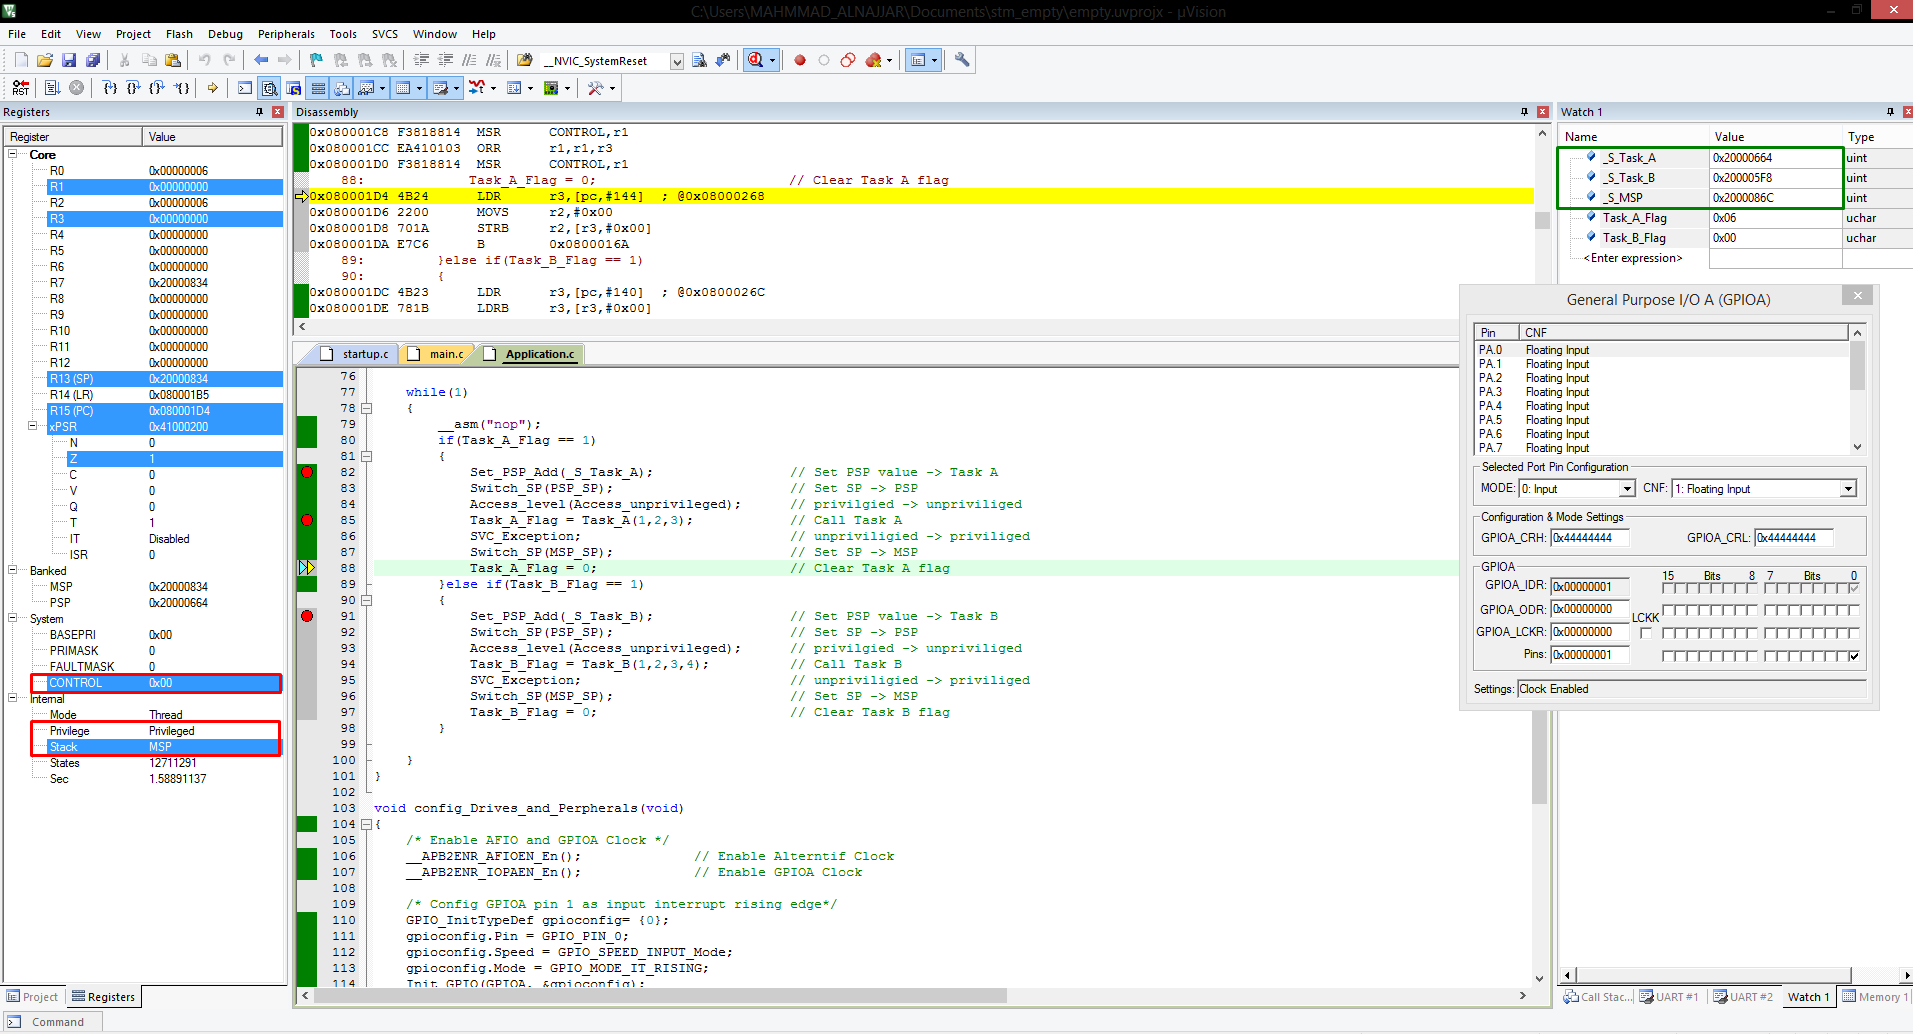 C:\Users\MAHMMAD_ALNAJJAR\Documents\stm_empty\empty.uvprojx - µVision
File Edit View Project Flash Debug Peripherals Tools SVCS Window Help
__NVIC_SystemReset
RST
Registers
Register Value
Core
R0 0x00000006
R1 0x00000000
R2 0x00000000
R3 0x00000000
R4 0x00000000
R5 0x00000000
R6 0x00000000
R7 0x20000834
R8 0x00000000
R9 0x00000000
R10 0x00000000
R11 0x00000000
R12 0x00000000
R13 (SP) 0x20000834
R14 (LR) 0x080001B5
R15 (PC) 0x080001D4
xPSR 0x41000200
N 0
Z 1
C 0
V 0
Q 0
T 1
IT Disabled
ISR 0
Banked
MSP 0x20000834
PSP 0x20000664
System
BASEPRI 0x00
PRIMASK 0
FAULTMASK 0
CONTROL 0x00
Internal
Mode Thread
Privilege Privileged
Stack MSP
States 12711291
Sec 1.58891137
Project Registers
Command
Disassembly
0x080001C8 F3818814 MSR CONTROL,r1
0x080001CC EA410103 ORR r1,r1,r3
0x080001D0 F3818814 MSR CONTROL,r1
88: Task_A_Flag = 0; // Clear Task A flag
0x080001D4 4B24 LDR r3,[pc,#144] ; @0x08000268
0x080001D6 2200 MOVS r2,#0x00
0x080001D8 701A STRB r2,[r3,#0x00]
0x080001DA E7C6 B 0x0800016A
89: }else if(Task_B_Flag == 1)
90: {
0x080001DC 4B23 LDR r3,[pc,#140] ; @0x0800026C
0x080001DE 781B LDRB r3,[r3,#0x00]
startup.c main.c Application.c
76
77 while(1)
78 {
79 __asm("nop");
80 if(Task_A_Flag == 1)
81 {
82 Set_PSP_Add(_S_Task_A); // Set PSP value -> Task A
83 Switch_SP(PSP_SP); // Set SP -> PSP
84 Access_level(Access_unprivileged); // privilgied -> unpriviliged
85 Task_A_Flag = Task_A(1,2,3); // Call Task A
86 SVC_Exception; // unpriviligied -> priviliged
87 Switch_SP(MSP_SP); // Set SP -> MSP
88 Task_A_Flag = 0; // Clear Task A flag
89 }else if(Task_B_Flag == 1)
90 {
91 Set_PSP_Add(_S_Task_B); // Set PSP value -> Task B
92 Switch_SP(PSP_SP); // Set SP -> PSP
93 Access_level(Access_unprivileged); // privilgied -> unpriviliged
94 Task_B_Flag = Task_B(1,2,3,4); // Call Task B
95 SVC_Exception; // unpriviligied -> priviliged
96 Switch_SP(MSP_SP); // Set SP -> MSP
97 Task_B_Flag = 0; // Clear Task B flag
98 }
99
100 }
101 }
102
103 void config_Drives_and_Perpherals(void)
104 {
105 /* Enable AFIO and GPIOA Clock */
106 __APB2ENR_AFIOEN_En(); // Enable Alterntif Clock
107 __APB2ENR_IOPAEN_En(); // Enable GPIOA Clock
108
109 /* Config GPIOA pin 1 as input interrupt rising edge*/
110 GPIO_InitTypeDef gpioconfig= {0};
111 gpioconfig.Pin = GPIO_PIN_0;
112 gpioconfig.Speed = GPIO_SPEED_INPUT_Mode;
113 gpioconfig.Mode = GPIO_MODE_IT_RISING;
114 Init_GPIO(GPIOA, &gpioconfig);
Watch 1
Name Value Type
_S_Task_A 0x20000664 uint
_S_Task_B 0x200005F8 uint
_S_MSP 0x2000086C uint
Task_A_Flag 0x06 uchar
Task_B_Flag 0x00 uchar
<Enter expression>
General Purpose I/O A (GPIOA)
Pin CNF
PA.0 Floating Input
PA.1 Floating Input
PA.2 Floating Input
PA.3 Floating Input
PA.4 Floating Input
PA.5 Floating Input
PA.6 Floating Input
PA.7 Floating Input
Selected Port Pin Configuration
MODE: 0: Input CNF: 1: Floating Input
Configuration & Mode Settings
GPIOA_CRH: 0x44444444 GPIOA_CRL: 0x44444444
GPIOA 15 Bits 8 7 Bits 0
GPIOA_IDR: 0x00000001
GPIOA_ODR: 0x00000000
LCKK
GPIOA_LCKR: 0x00000000
Pins: 0x00000001
Settings: Clock Enabled
Call Stac... UART #1 UART #2 Watch 1 Memory 1